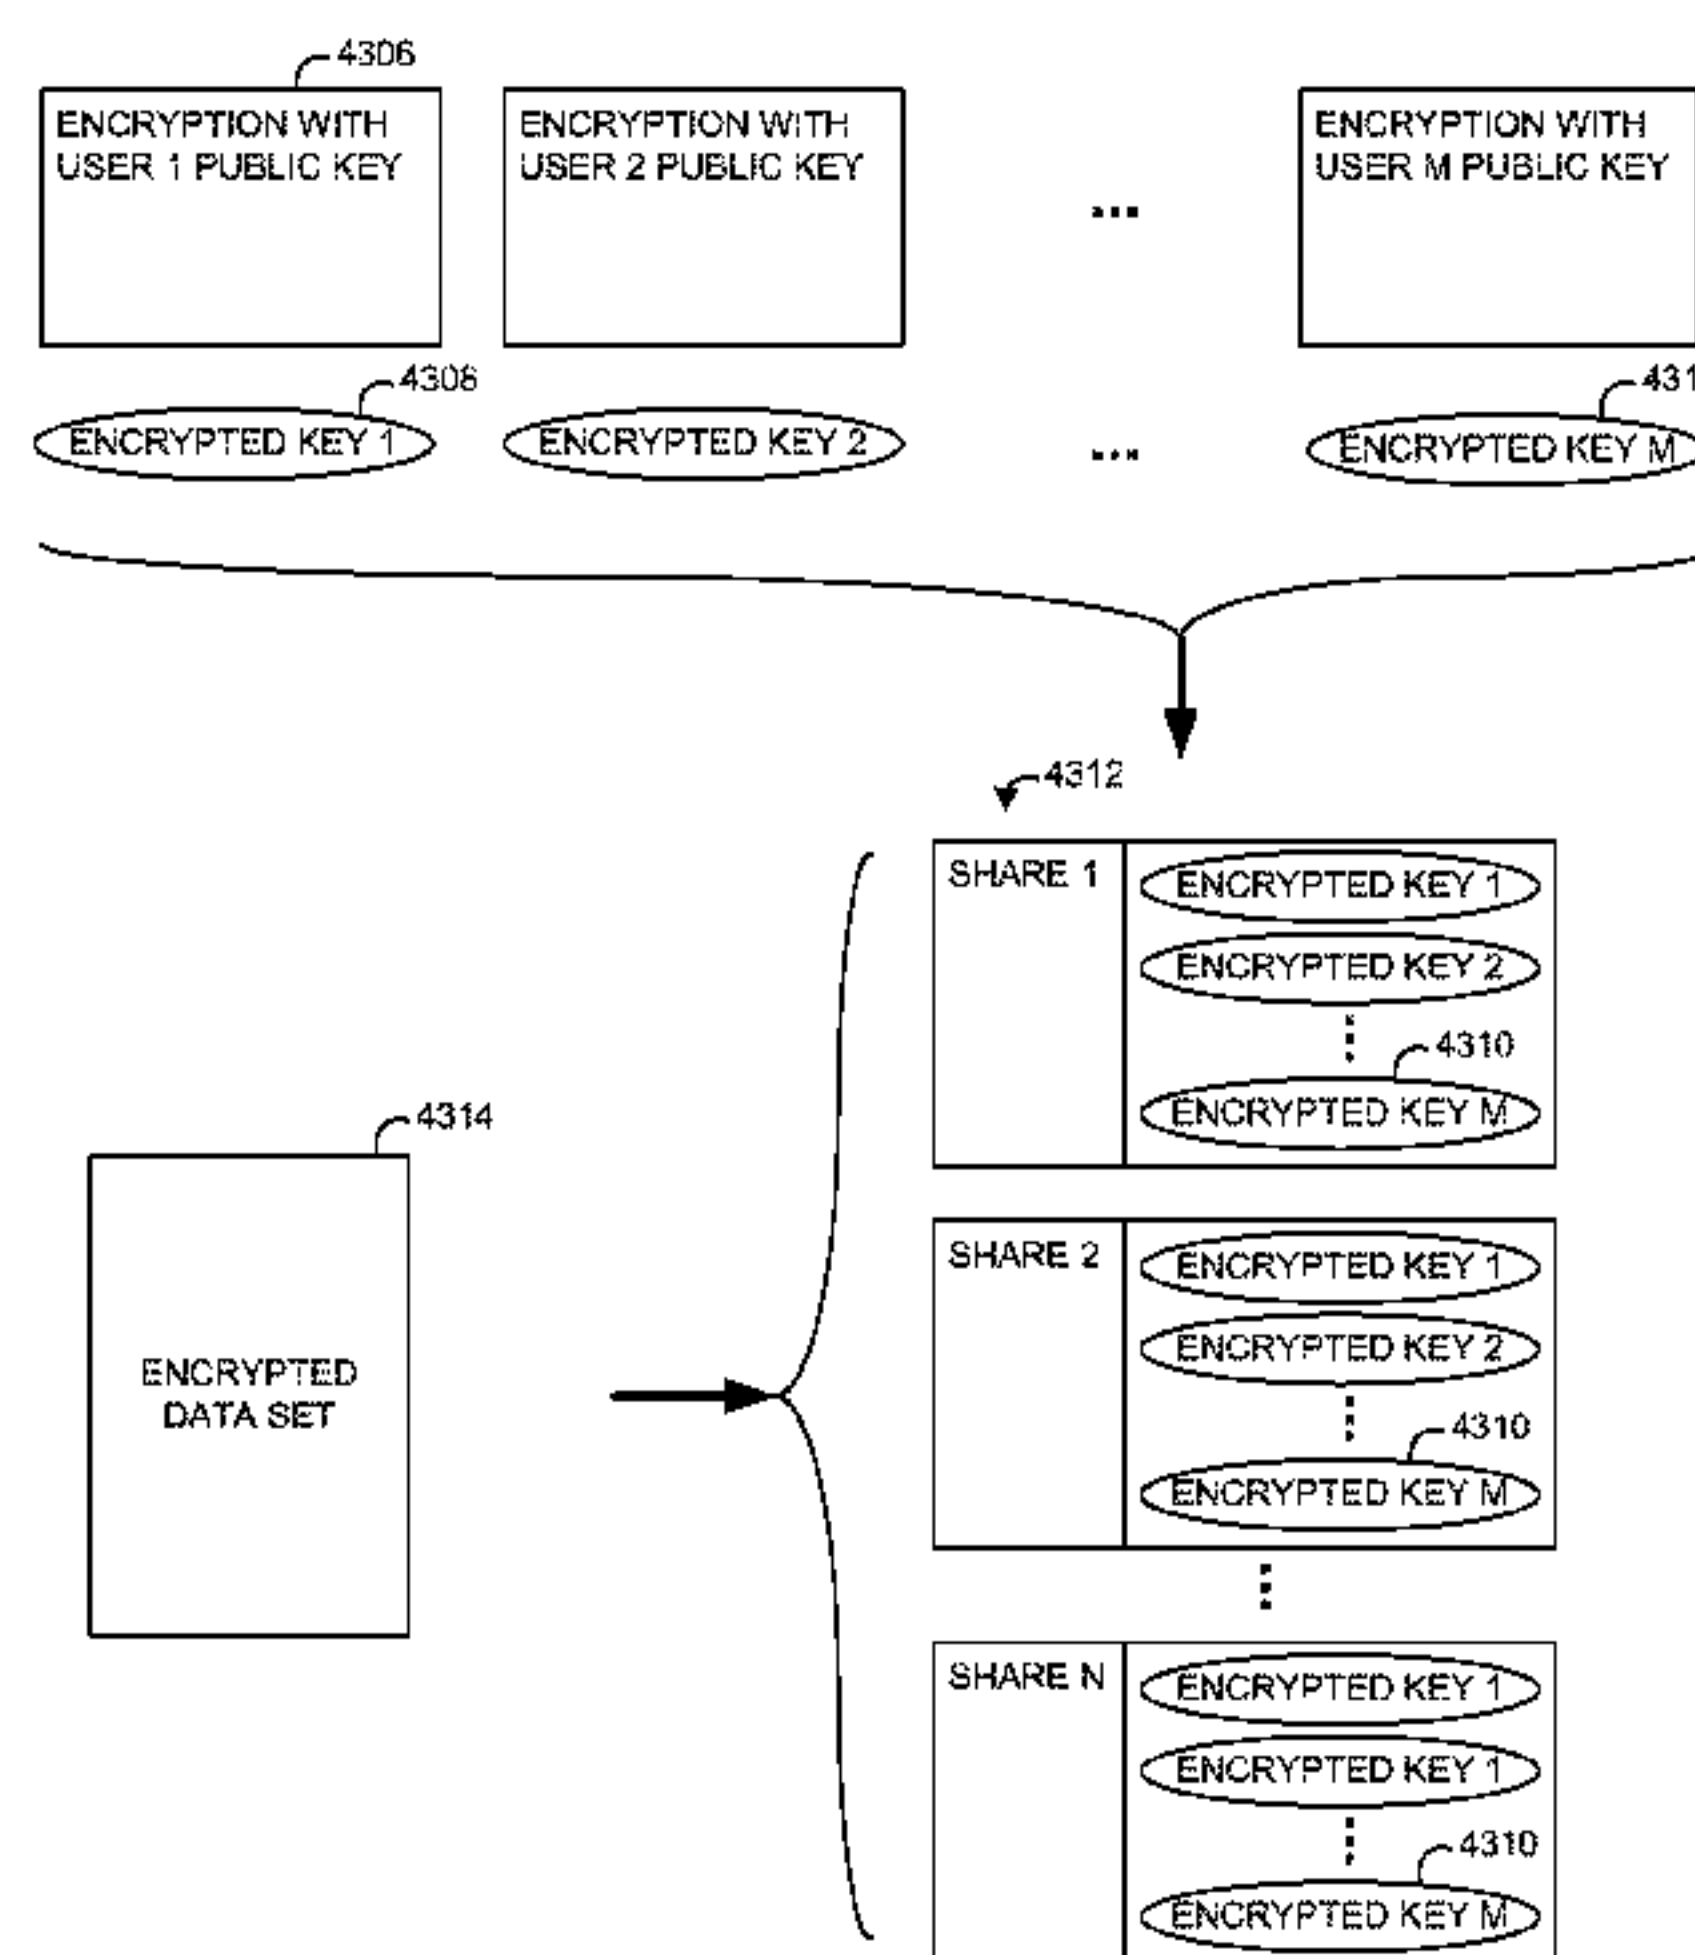 4306
ENCRYPTION WITH
USER 1 PUBLIC KEY
ENCRYPTION WITH
USER 2 PUBLIC KEY
...
ENCRYPTION WITH
USER M PUBLIC KEY
4308
ENCRYPTED KEY 1
ENCRYPTED KEY 2
...
431
ENCRYPTED KEY M
4312
SHARE 1
ENCRYPTED KEY 1
ENCRYPTED KEY 2
4310
ENCRYPTED KEY M
4314
ENCRYPTED
DATA SET
SHARE 2
ENCRYPTED KEY 1
ENCRYPTED KEY 2
4310
ENCRYPTED KEY M
SHARE N
ENCRYPTED KEY 1
ENCRYPTED KEY 1
4310
ENCRYPTED KEY M